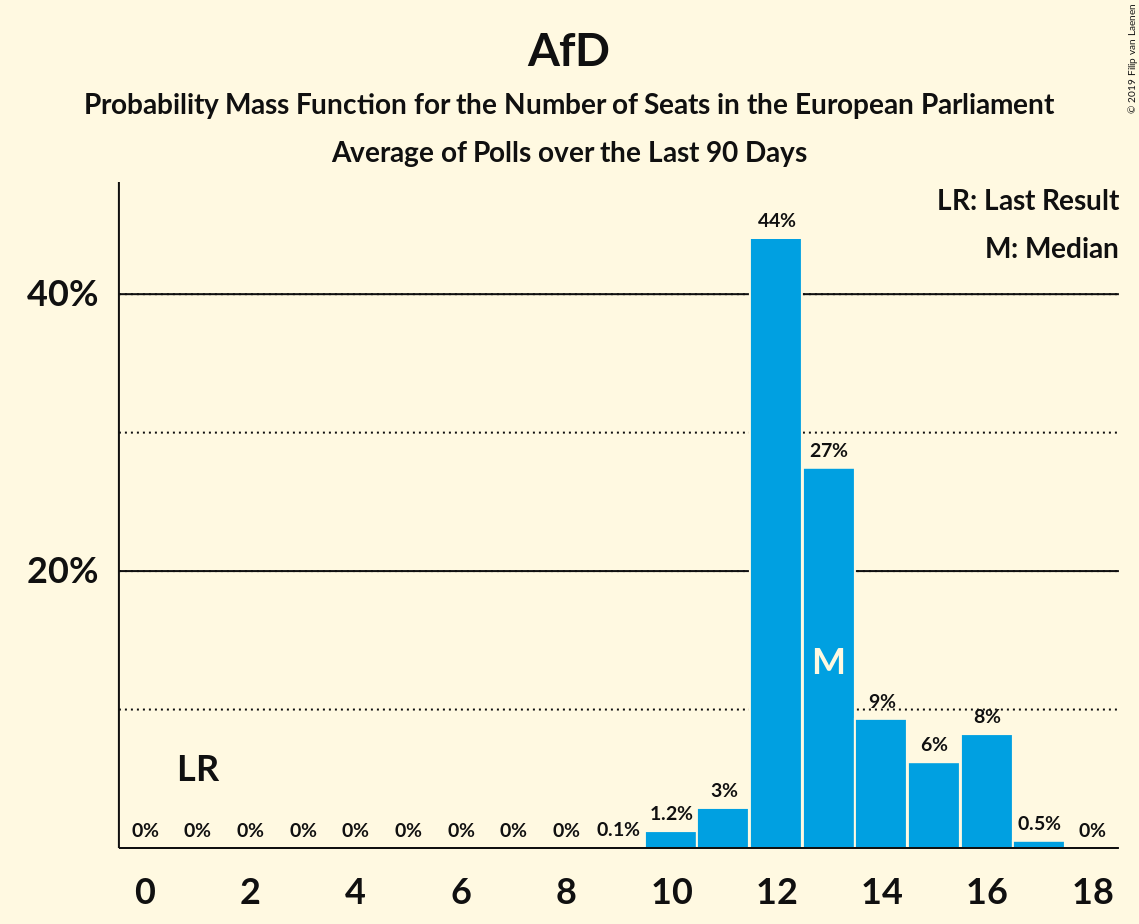 AfD
Probability Mass Function for the Number of Seats in the European Parliament
Average of Polls over the Last 90 Days
© 2019 Filip van Laenen
LR: Last Result
M: Median
44%
40%
27%
20%
M
9%
8%
6%
LR
3%
0% 0% 0% 0% 0% 0% 0% 0% 0% 0.1% 1.2% 0.5% 0%
0 2 4 6 8 10 12 14 16 18